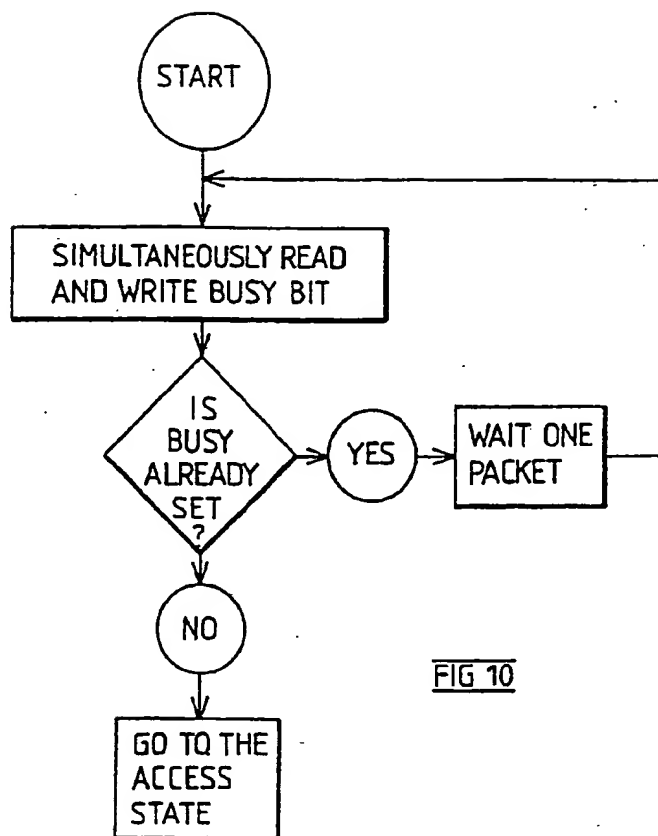 START
SIMULTANEOUSLY READ
AND WRITE BUSY BIT
IS
BUSY
ALREADY
SET
?
YES
WAIT ONE
PACKET
NO
GO TO THE
ACCESS
STATE
FIG 10